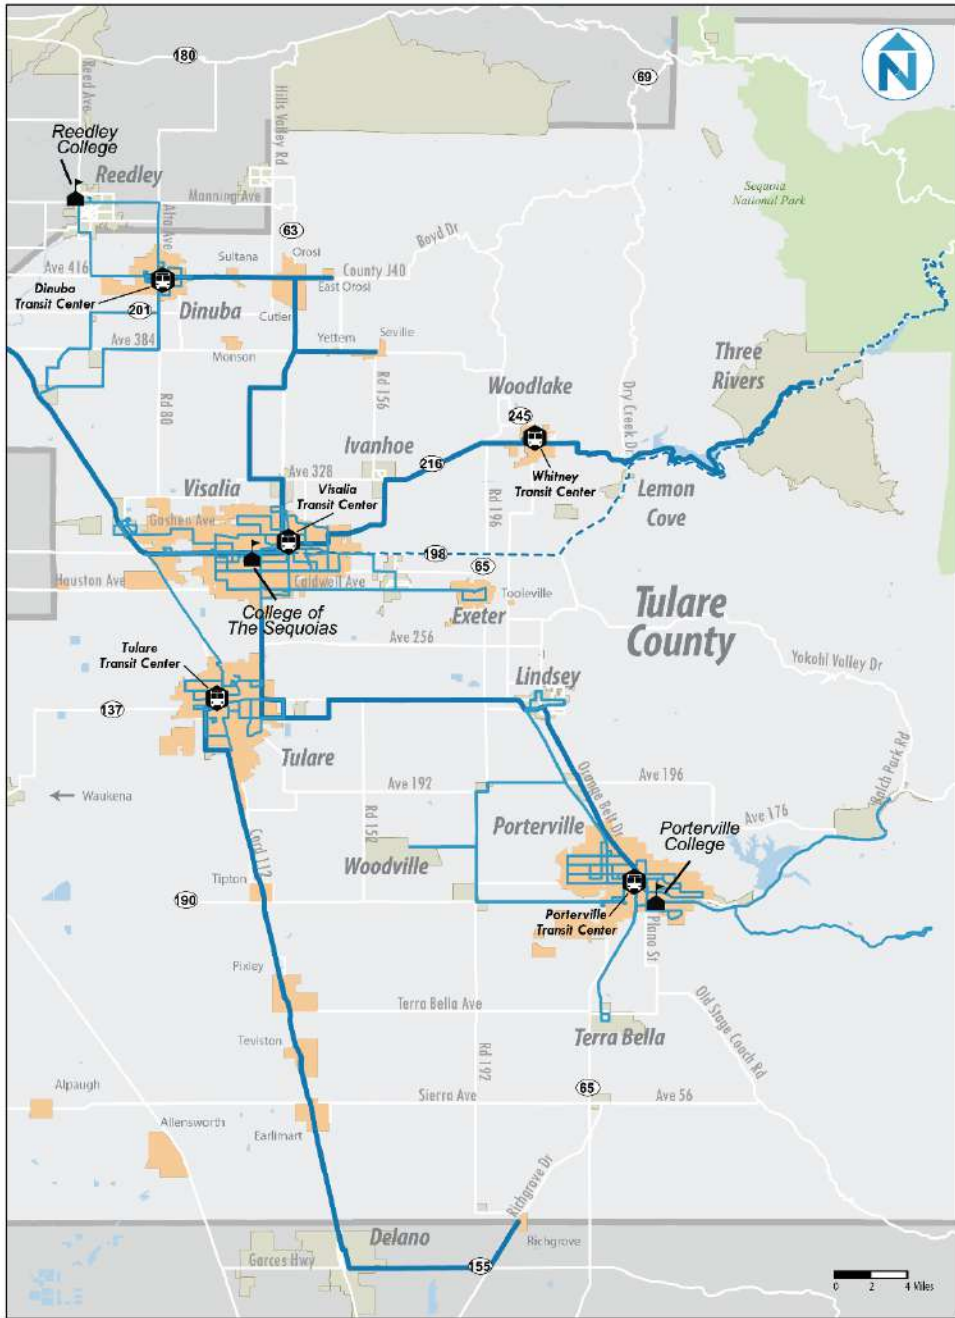 180
69
N
Reed Ave
Hills Valley Rd
Reedley
College
Reedley
Manning Ave
Sequoia
National Park
Alta Ave
63
Boyd Dr
Sultana
Orosi
Ave 416
County J40
East Orosi
Dinuba
Transit Center
201
Dinuba
Cutler
Ave 384
Yettem
Seville
Monson
Three
Rivers
Rd 80
Rd 156
Woodlake
Dry Creek Dr
245
Ivanhoe
216
Whitney
Transit Center
Ave 328
Visalia
Visalia
Transit Center
Lemon
Cove
Rd 196
Goshen Ave
198
65
Houston Ave
Caldwell Ave
Tooleville
Exeter
College of
The Sequoias
Tulare
County
Ave 256
Tulare
Transit Center
Yokohl Valley Dr
Lindsey
137
Tulare
Orange Belt Dr
Balch Park Rd
Ave 192
Ave 196
Waukena
Ave 176
Rd 152
Porterville
Porterville
College
Cord 112
Woodville
Tipton
190
Porterville
Transit Center
Plano St
Pixley
Terra Bella Ave
Old Stage Coach Rd
Terra Bella
Teviston
Rd 192
65
Alpaugh
Sierra Ave
Ave 56
Allensworth
Earlimart
Richgrove Dr
Delano
Richgrove
Garces Hwy
155
0 2 4 Miles